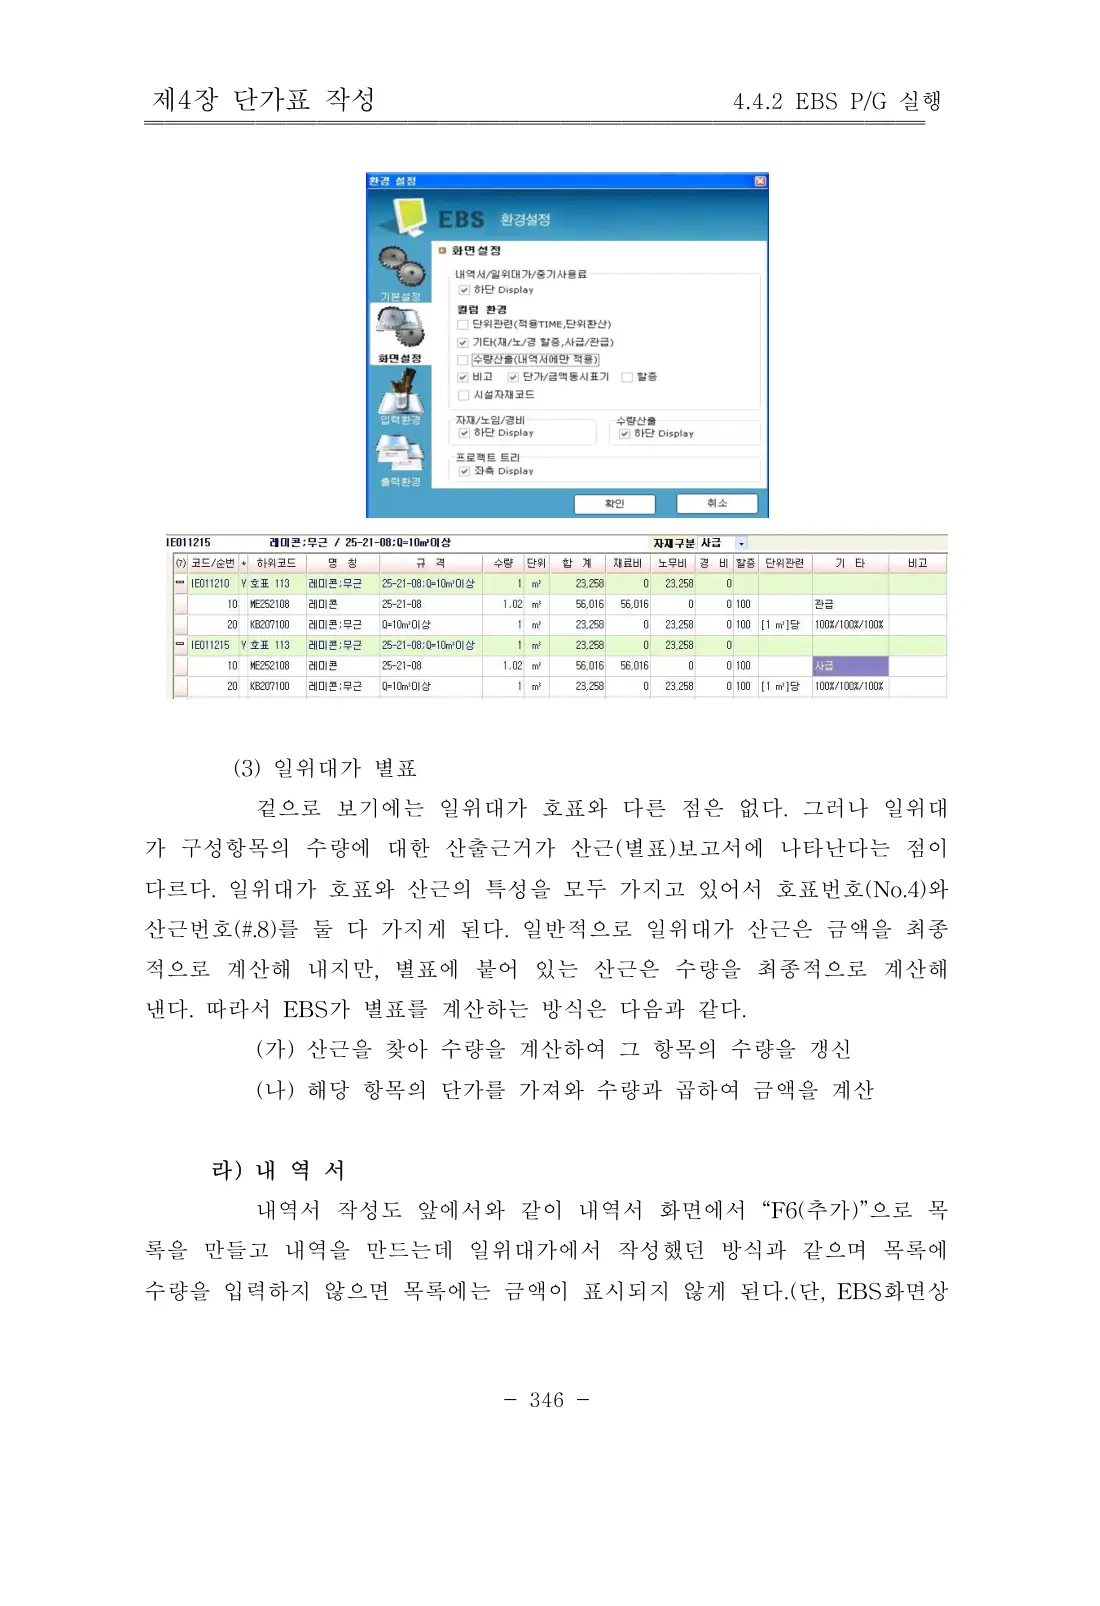 제4장 단가표 작성 4.4.2 EBS P/G 실행
환경 설정
EBS 환경설정
화면설정
기본설정
내역서/일위대가/중기사용료
하단 Display
컬럼 환경
단위관련(적용TIME,단위환산)
기타(재/노/경 할증,사급/관급)
화면설정
수량산출(내역서에만 적용)
비고 단가/금액동시표기 할증
시설자재코드
입력환경
자재/노임/경비 수량산출
하단 Display 하단 Display
프로젝트 트리
좌측 Display
출력환경
확인 취소
IE011215 레미콘;무근 / 25-21-08;Q=10㎥이상 자재구분 사급
(7) 코드/순번 * 하위코드 명 칭 규 격 수량 단위 합 계 재료비 노무비 경 비 할증 단위관련 기 타 비고
IE011210 Y 호표 113 레미콘;무근 25-21-08;Q=10㎥이상 1 ㎥ 23,258 0 23,258 0
10 ME252108 레미콘 25-21-08 1.02 ㎥ 56,016 56,016 0 0 100 관급
20 KB207100 레미콘;무근 Q=10㎥이상 1 ㎥ 23,258 0 23,258 0 100 [1 ㎥]당 100%/100%/100%
IE011215 Y 호표 113 레미콘;무근 25-21-08;Q=10㎥이상 1 ㎥ 23,258 0 23,258 0
10 ME252108 레미콘 25-21-08 1.02 ㎥ 56,016 56,016 0 0 100 사급
20 KB207100 레미콘;무근 Q=10㎥이상 1 ㎥ 23,258 0 23,258 0 100 [1 ㎥]당 100%/100%/100%
(3) 일위대가 별표
겉으로 보기에는 일위대가 호표와 다른 점은 없다. 그러나 일위대
가 구성항목의 수량에 대한 산출근거가 산근(별표)보고서에 나타난다는 점이
다르다. 일위대가 호표와 산근의 특성을 모두 가지고 있어서 호표번호(No.4)와
산근번호(#.8)를 둘 다 가지게 된다. 일반적으로 일위대가 산근은 금액을 최종
적으로 계산해 내지만, 별표에 붙어 있는 산근은 수량을 최종적으로 계산해
낸다. 따라서 EBS가 별표를 계산하는 방식은 다음과 같다.
(가) 산근을 찾아 수량을 계산하여 그 항목의 수량을 갱신
(나) 해당 항목의 단가를 가져와 수량과 곱하여 금액을 계산
라) 내 역 서
내역서 작성도 앞에서와 같이 내역서 화면에서 “F6(추가)”으로 목
록을 만들고 내역을 만드는데 일위대가에서 작성했던 방식과 같으며 목록에
수량을 입력하지 않으면 목록에는 금액이 표시되지 않게 된다.(단, EBS화면상
- 346 -